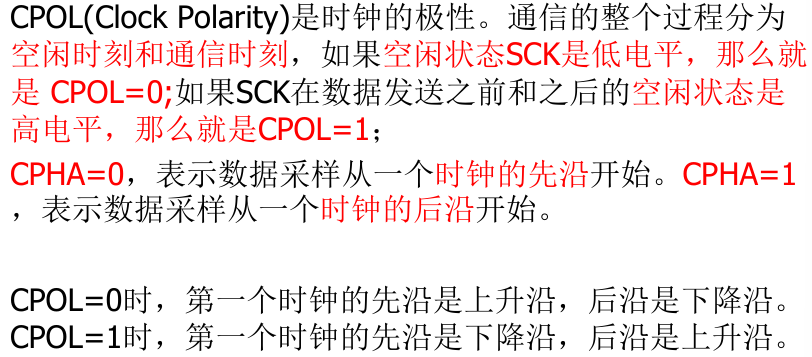 CPOL(Clock Polarity)是时钟的极性。通信的整个过程分为
空闲时刻和通信时刻，如果空闲状态SCK是低电平，那么就
是 CPOL=0;如果SCK在数据发送之前和之后的空闲状态是
高电平，那么就是CPOL=1；
CPHA=0，表示数据采样从一个时钟的先沿开始。CPHA=1
，表示数据采样从一个时钟的后沿开始。
CPOL=0时，第一个时钟的先沿是上升沿，后沿是下降沿。
CPOL=1时，第一个时钟的先沿是下降沿，后沿是上升沿。